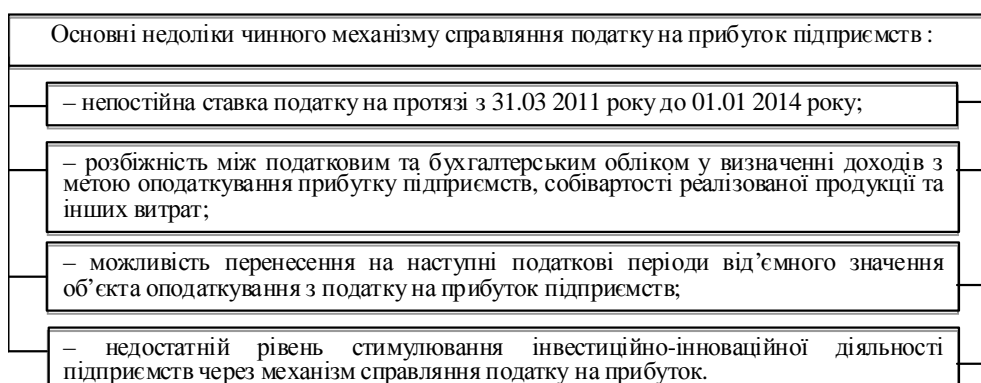 Основні недоліки чинного механізму справляння податку на прибуток підприємств :
– непостійна ставка податку на протязі з 31.03 2011 року до 01.01 2014 року;
– розбіжність між податковим та бухгалтерським обліком у визначенні доходів з
метою оподаткування прибутку підприємств, собівартості реалізованої продукції та
інших витрат;
– можливість перенесення на наступні податкові періоди від’ємного значення
об’єкта оподаткування з податку на прибуток підприємств;
– недостатній рівень стимулювання інвестиційно-інноваційної діяльності
підприємств через механізм справляння податку на прибуток.